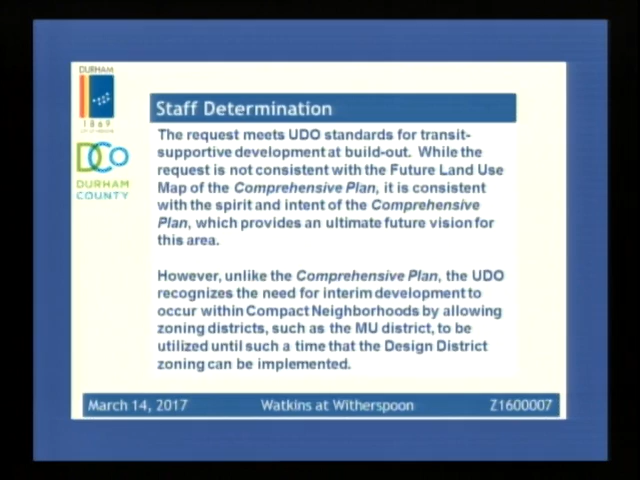 DURHAM
1869
DCO
DURHAM
COUNTY
Staff Determination
The request meets UDO standards for transit-
supportive development at build-out. While the
request is not consistent with the Future Land Use
Map of the Comprehensive Plan, it is consistent
with the spirit and intent of the Comprehensive
Plan, which provides an ultimate future vision for
this area.
However, unlike the Comprehensive Plan, the UDO
recognizes the need for interim development to
occur within Compact Neighborhoods by allowing
zoning districts, such as the MU district, to be
utilized until such a time that the Design District
zoning can be implemented.
March 14, 2017 Watkins at Witherspoon Z1600007